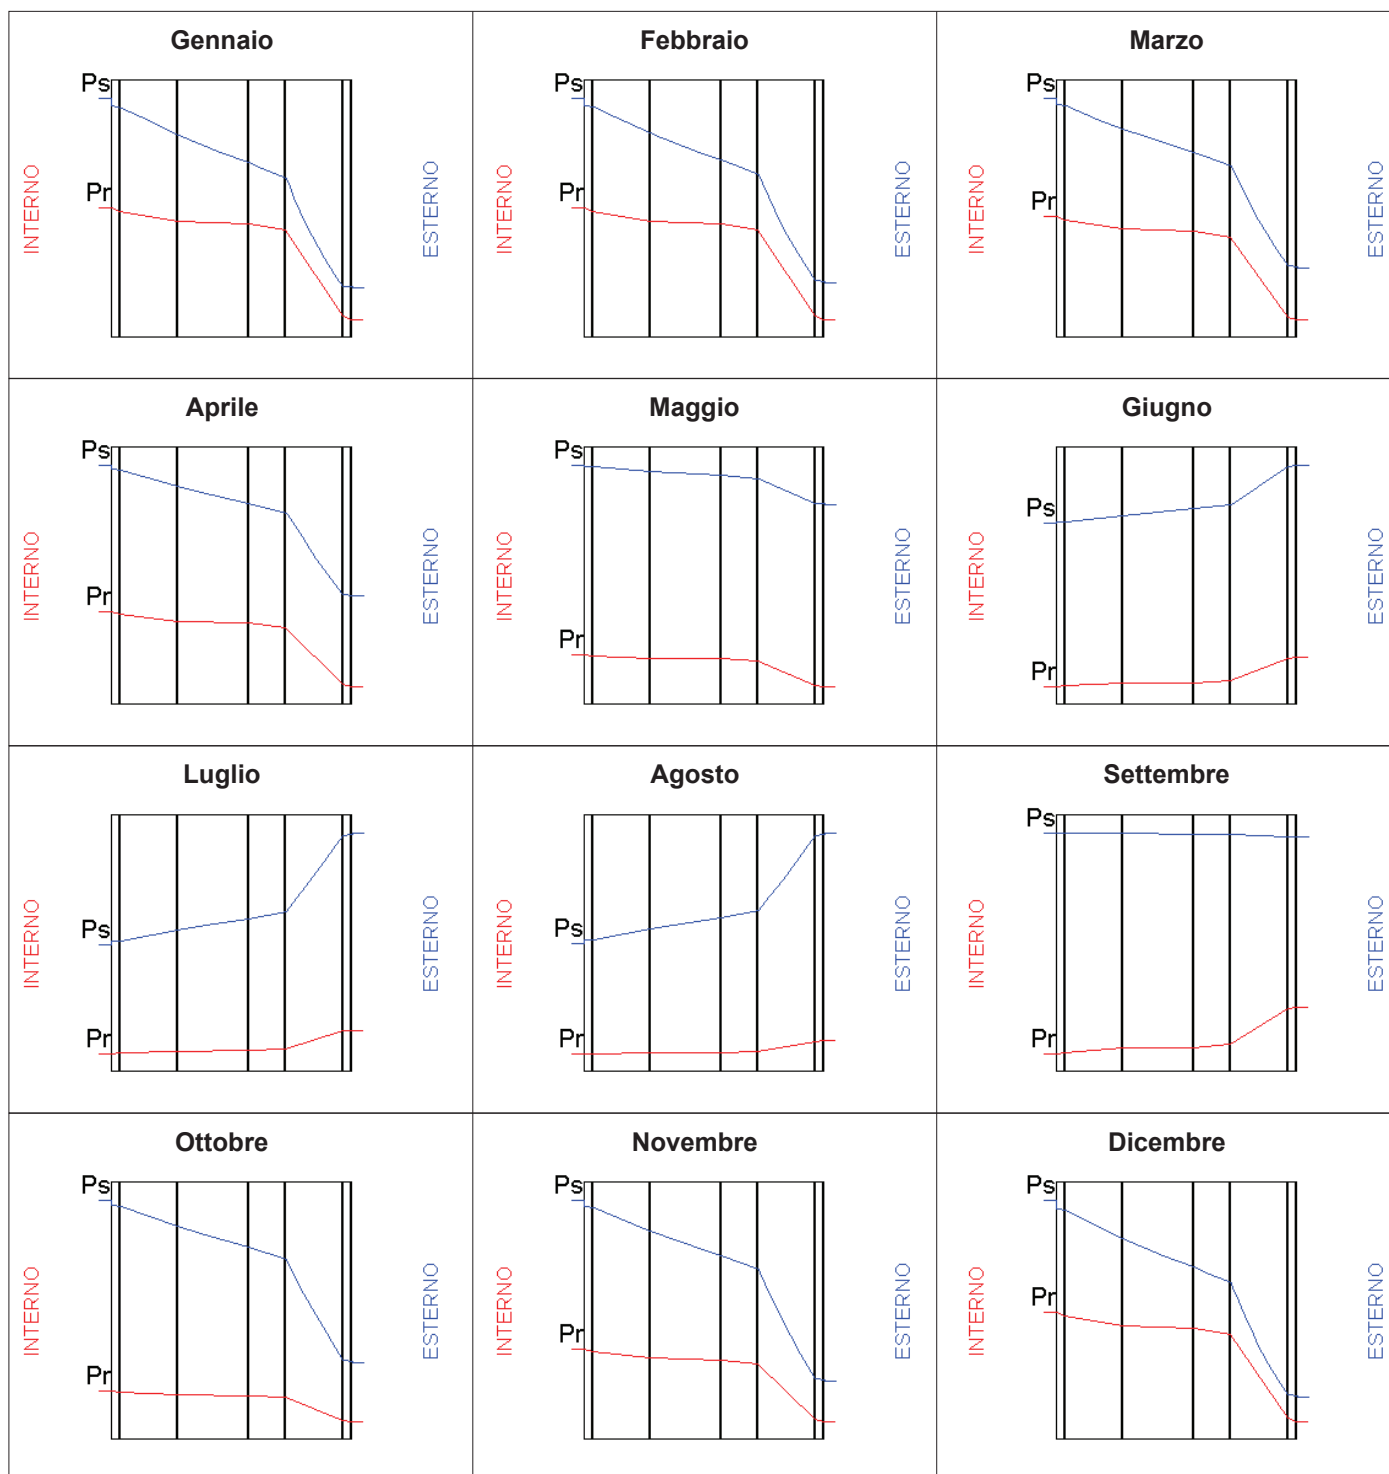 Gennaio
Ps
Pr
INTERNO
ESTERNO
Febbraio
Ps
Pr
INTERNO
ESTERNO
Marzo
Ps
Pr
INTERNO
ESTERNO
Aprile
Ps
Pr
INTERNO
ESTERNO
Maggio
Ps
Pr
INTERNO
ESTERNO
Giugno
Ps
Pr
INTERNO
ESTERNO
Luglio
Ps
Pr
INTERNO
ESTERNO
Agosto
Ps
Pr
INTERNO
ESTERNO
Settembre
Ps
Pr
INTERNO
ESTERNO
Ottobre
Ps
Pr
INTERNO
ESTERNO
Novembre
Ps
Pr
INTERNO
ESTERNO
Dicembre
Ps
Pr
INTERNO
ESTERNO